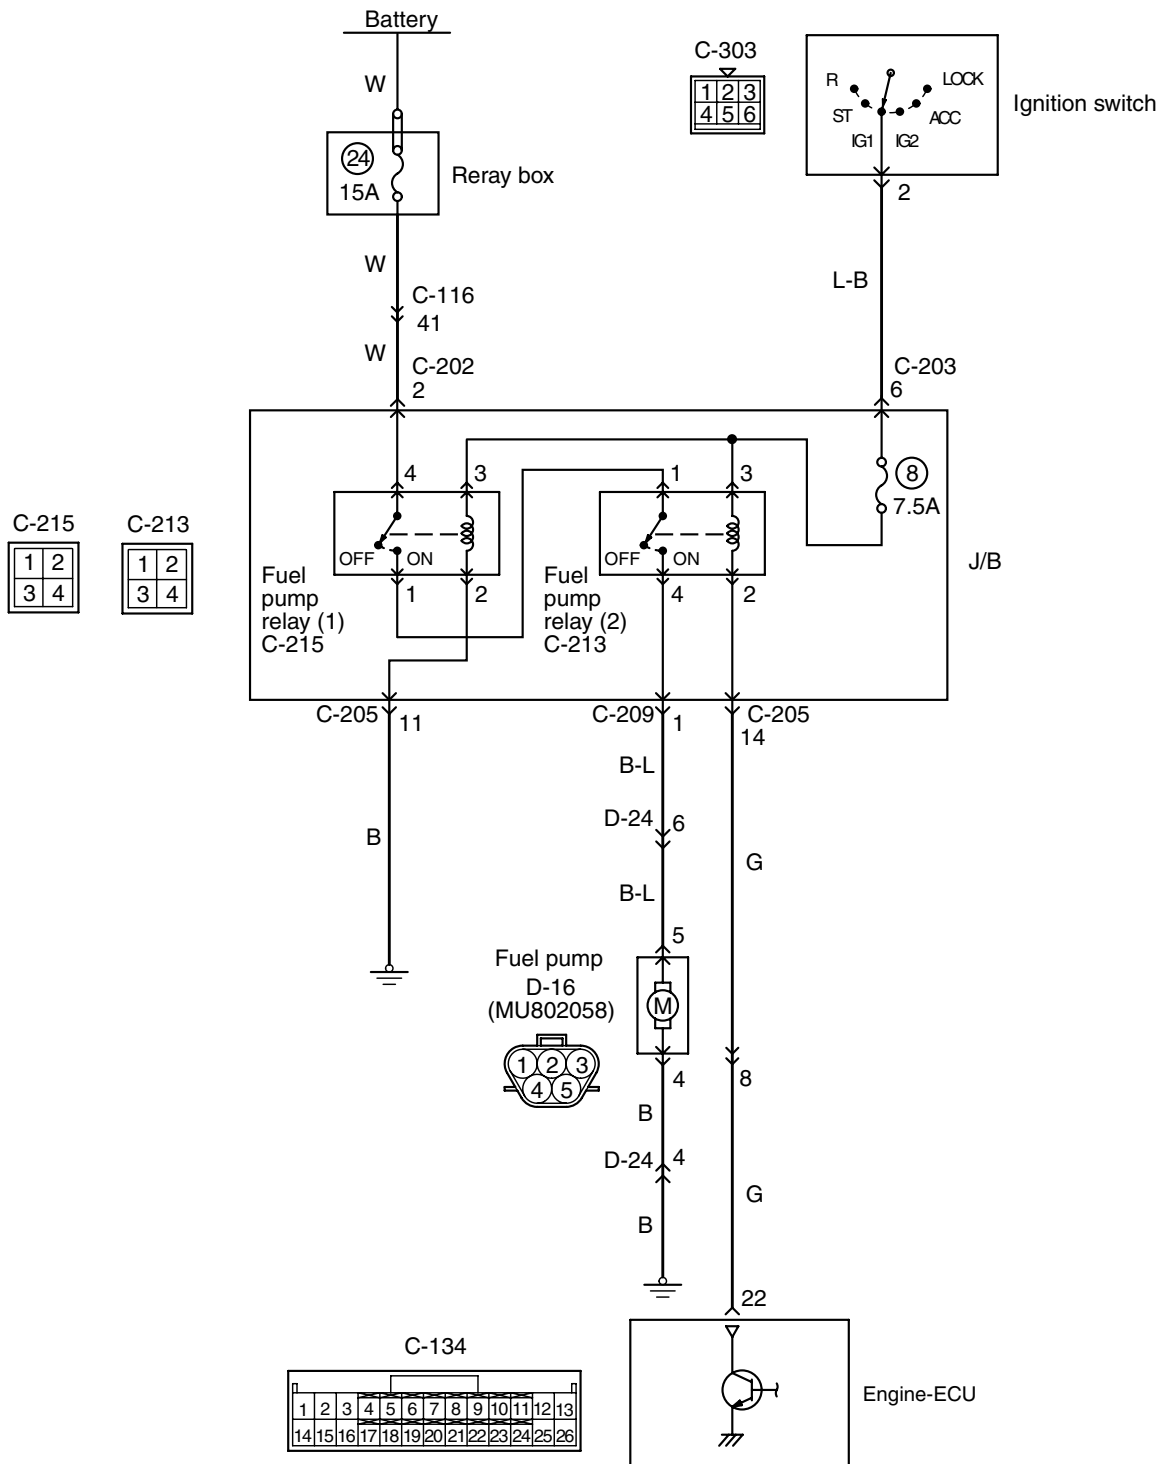 Battery
C-303
1 2 3
4 5 6
R
LOCK
ST
ACC
IG1
IG2
Ignition switch
W
24
15A
Reray box
2
W
C-116
41
L-B
W
C-202
2
C-203
6
4
3
1
3
8
7.5A
C-215
1 2
3 4
C-213
1 2
3 4
OFF
ON
OFF
ON
J/B
1
2
4
2
Fuel
pump
relay (1)
C-215
Fuel
pump
relay (2)
C-213
C-205
11
C-209
1
C-205
14
B-L
D-24
6
B
G
B-L
5
Fuel pump
D-16
(MU802058)
M
1 2 3
4 5
4
8
B
D-24
4
G
B
22
C-134
1 2 3 4 5 6 7 8 9 10 11 12 13
14 15 16 17 18 19 20 21 22 23 24 25 26
Engine-ECU